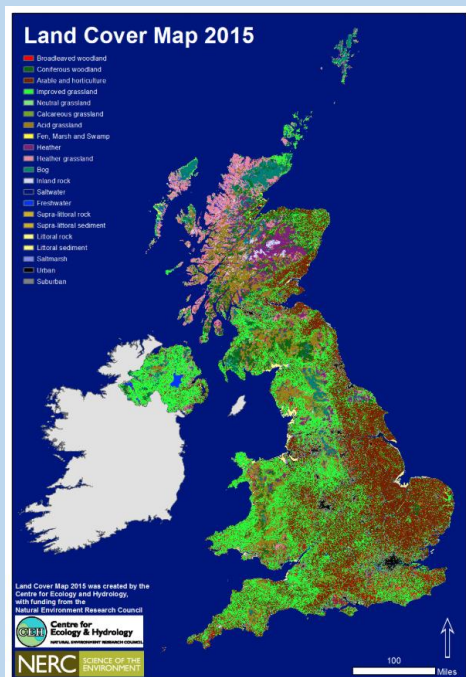 Land Cover Map 2015
Broadleaved woodland
Coniferous woodland
Arable and horticulture
Improved grassland
Neutral grassland
Calcareous grassland
Acid grassland
Fen, Marsh and Swamp
Heather
Heather grassland
Bog
Inland rock
Saltwater
Freshwater
Supra-littoral rock
Supra-littoral sediment
Littoral rock
Littoral sediment
Saltmarsh
Urban
Suburban
Land Cover Map 2015 was created by the
Centre for Ecology and Hydrology,
with funding from the
Natural Environment Research Council
CEH
Centre for
Ecology & Hydrology
NATURAL ENVIRONMENT RESEARCH COUNCIL
NERC
SCIENCE OF THE
ENVIRONMENT
100
Miles